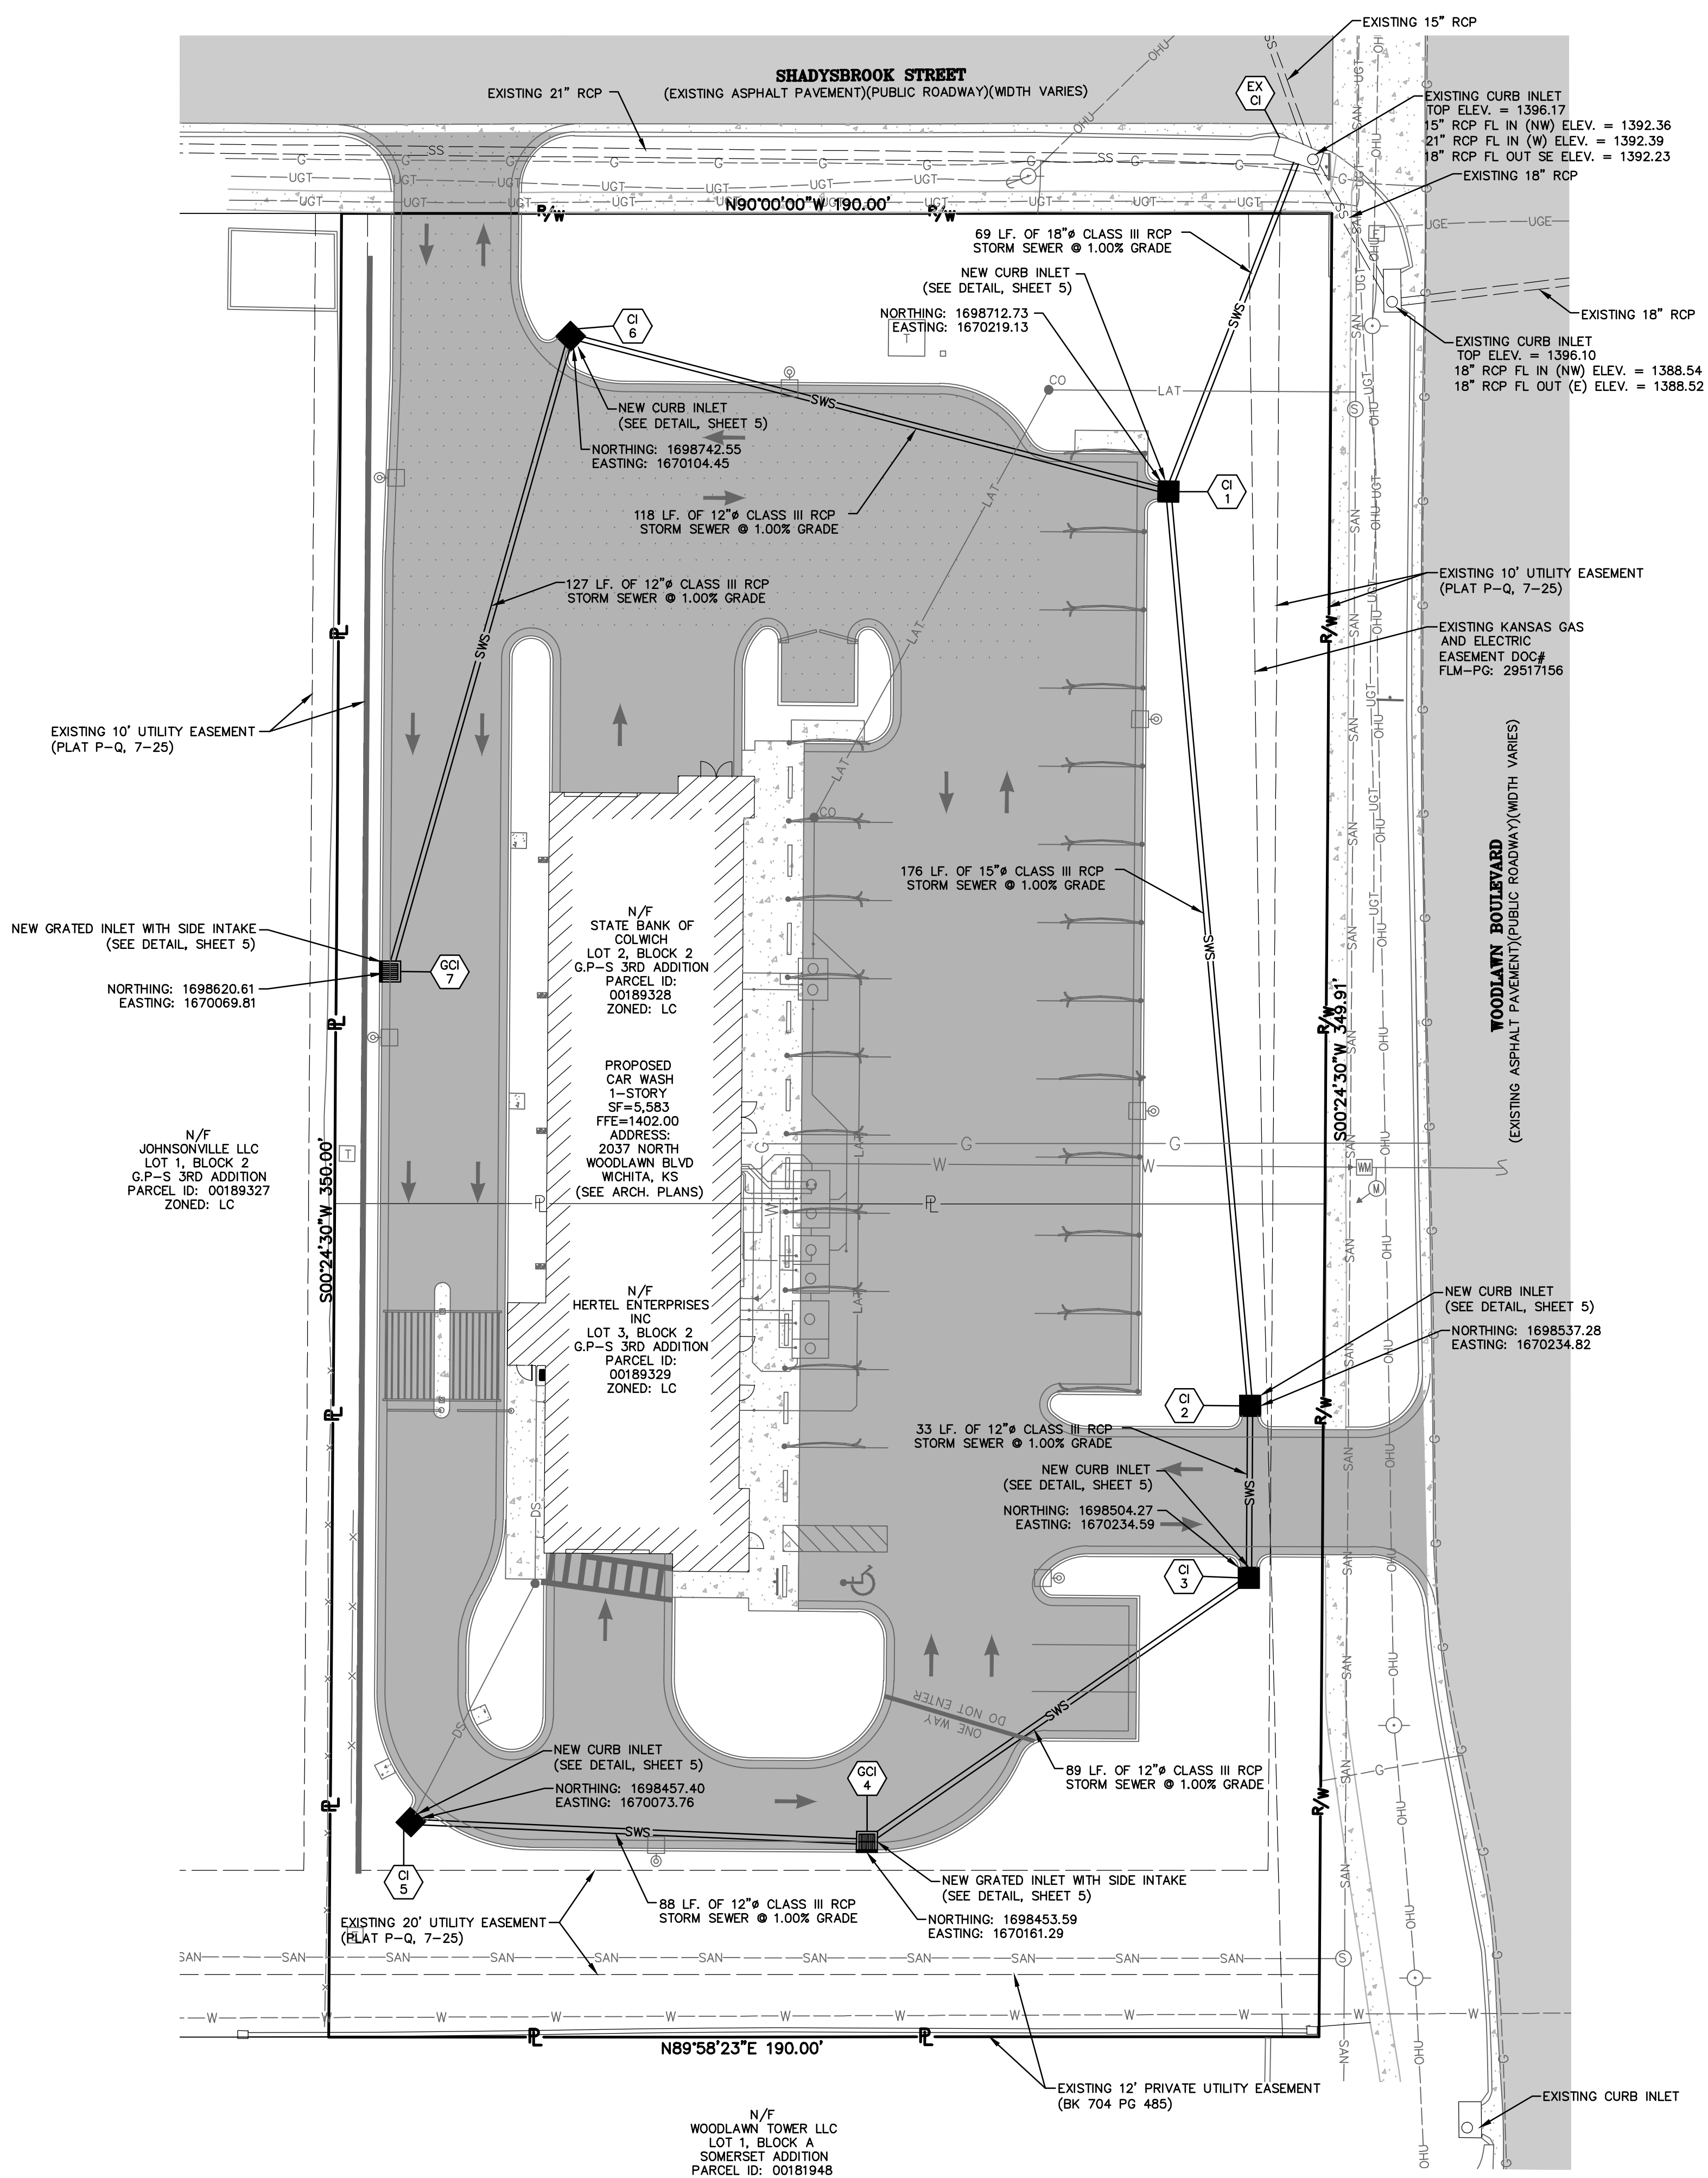 EXISTING 15" RCP
SHADYSBROOK STREET
(EXISTING ASPHALT PAVEMENT)(PUBLIC ROADWAY)(WIDTH VARIES)
EXISTING 21" RCP
EX
CI
EXISTING CURB INLET
TOP ELEV. = 1396.17
15" RCP FL IN (NW) ELEV. = 1392.36
21" RCP FL IN (W) ELEV. = 1392.39
18" RCP FL OUT SE ELEV. = 1392.23
EXISTING 18" RCP
N90°00'00"W 190.00'
R/W
R/W
69 LF. OF 18"ø CLASS III RCP
STORM SEWER @ 1.00% GRADE
NEW CURB INLET
(SEE DETAIL, SHEET 5)
NORTHING: 1698712.73
EASTING: 1670219.13
EXISTING 18" RCP
EXISTING CURB INLET
TOP ELEV. = 1396.10
18" RCP FL IN (NW) ELEV. = 1388.54
18" RCP FL OUT (E) ELEV. = 1388.52
CI
6
NEW CURB INLET
(SEE DETAIL, SHEET 5)
NORTHING: 1698742.55
EASTING: 1670104.45
CO
LAT
SWS
SWS
CI
1
118 LF. OF 12"ø CLASS III RCP
STORM SEWER @ 1.00% GRADE
127 LF. OF 12"ø CLASS III RCP
STORM SEWER @ 1.00% GRADE
SWS
EXISTING 10' UTILITY EASEMENT
(PLAT P-Q, 7-25)
EXISTING KANSAS GAS
AND ELECTRIC
EASEMENT DOC#
FLM-PG: 29517156
EXISTING 10' UTILITY EASEMENT
(PLAT P-Q, 7-25)
WOODLAWN BOULEVARD
(EXISTING ASPHALT PAVEMENT)(PUBLIC ROADWAY)(WIDTH VARIES)
176 LF. OF 15"ø CLASS III RCP
STORM SEWER @ 1.00% GRADE
SWS
NEW GRATED INLET WITH SIDE INTAKE
(SEE DETAIL, SHEET 5)
GCI
7
NORTHING: 1698620.61
EASTING: 1670069.81
N/F
STATE BANK OF
COLWICH
LOT 2, BLOCK 2
G.P-S 3RD ADDITION
PARCEL ID:
00189328
ZONED: LC
PROPOSED
CAR WASH
1-STORY
SF=5,583
FFE=1402.00
ADDRESS:
2037 NORTH
WOODLAWN BLVD
WICHITA, KS
(SEE ARCH. PLANS)
S00°24'30"W 349.91'
N/F
JOHNSONVILLE LLC
LOT 1, BLOCK 2
G.P-S 3RD ADDITION
PARCEL ID: 00189327
ZONED: LC
S00°24'30"W 350.00'
N/F
HERTEL ENTERPRISES
INC
LOT 3, BLOCK 2
G.P-S 3RD ADDITION
PARCEL ID:
00189329
ZONED: LC
NEW CURB INLET
(SEE DETAIL, SHEET 5)
NORTHING: 1698537.28
EASTING: 1670234.82
CI
2
33 LF. OF 12"ø CLASS III RCP
STORM SEWER @ 1.00% GRADE
NEW CURB INLET
(SEE DETAIL, SHEET 5)
NORTHING: 1698504.27
EASTING: 1670234.59
SWS
CI
3
ONE WAY
DO NOT ENTER
SWS
89 LF. OF 12"ø CLASS III RCP
STORM SEWER @ 1.00% GRADE
NEW CURB INLET
(SEE DETAIL, SHEET 5)
NORTHING: 1698457.40
EASTING: 1670073.76
GCI
4
SWS
CI
5
88 LF. OF 12"ø CLASS III RCP
STORM SEWER @ 1.00% GRADE
NEW GRATED INLET WITH SIDE INTAKE
(SEE DETAIL, SHEET 5)
NORTHING: 1698453.59
EASTING: 1670161.29
EXISTING 20' UTILITY EASEMENT
(PLAT P-Q, 7-25)
SAN SAN SAN SAN SAN SAN SAN SAN SAN SAN
W W W W W W W W W W W W
N89°58'23"E 190.00'
EXISTING 12' PRIVATE UTILITY EASEMENT
(BK 704 PG 485)
EXISTING CURB INLET
N/F
WOODLAWN TOWER LLC
LOT 1, BLOCK A
SOMERSET ADDITION
PARCEL ID: 00181948